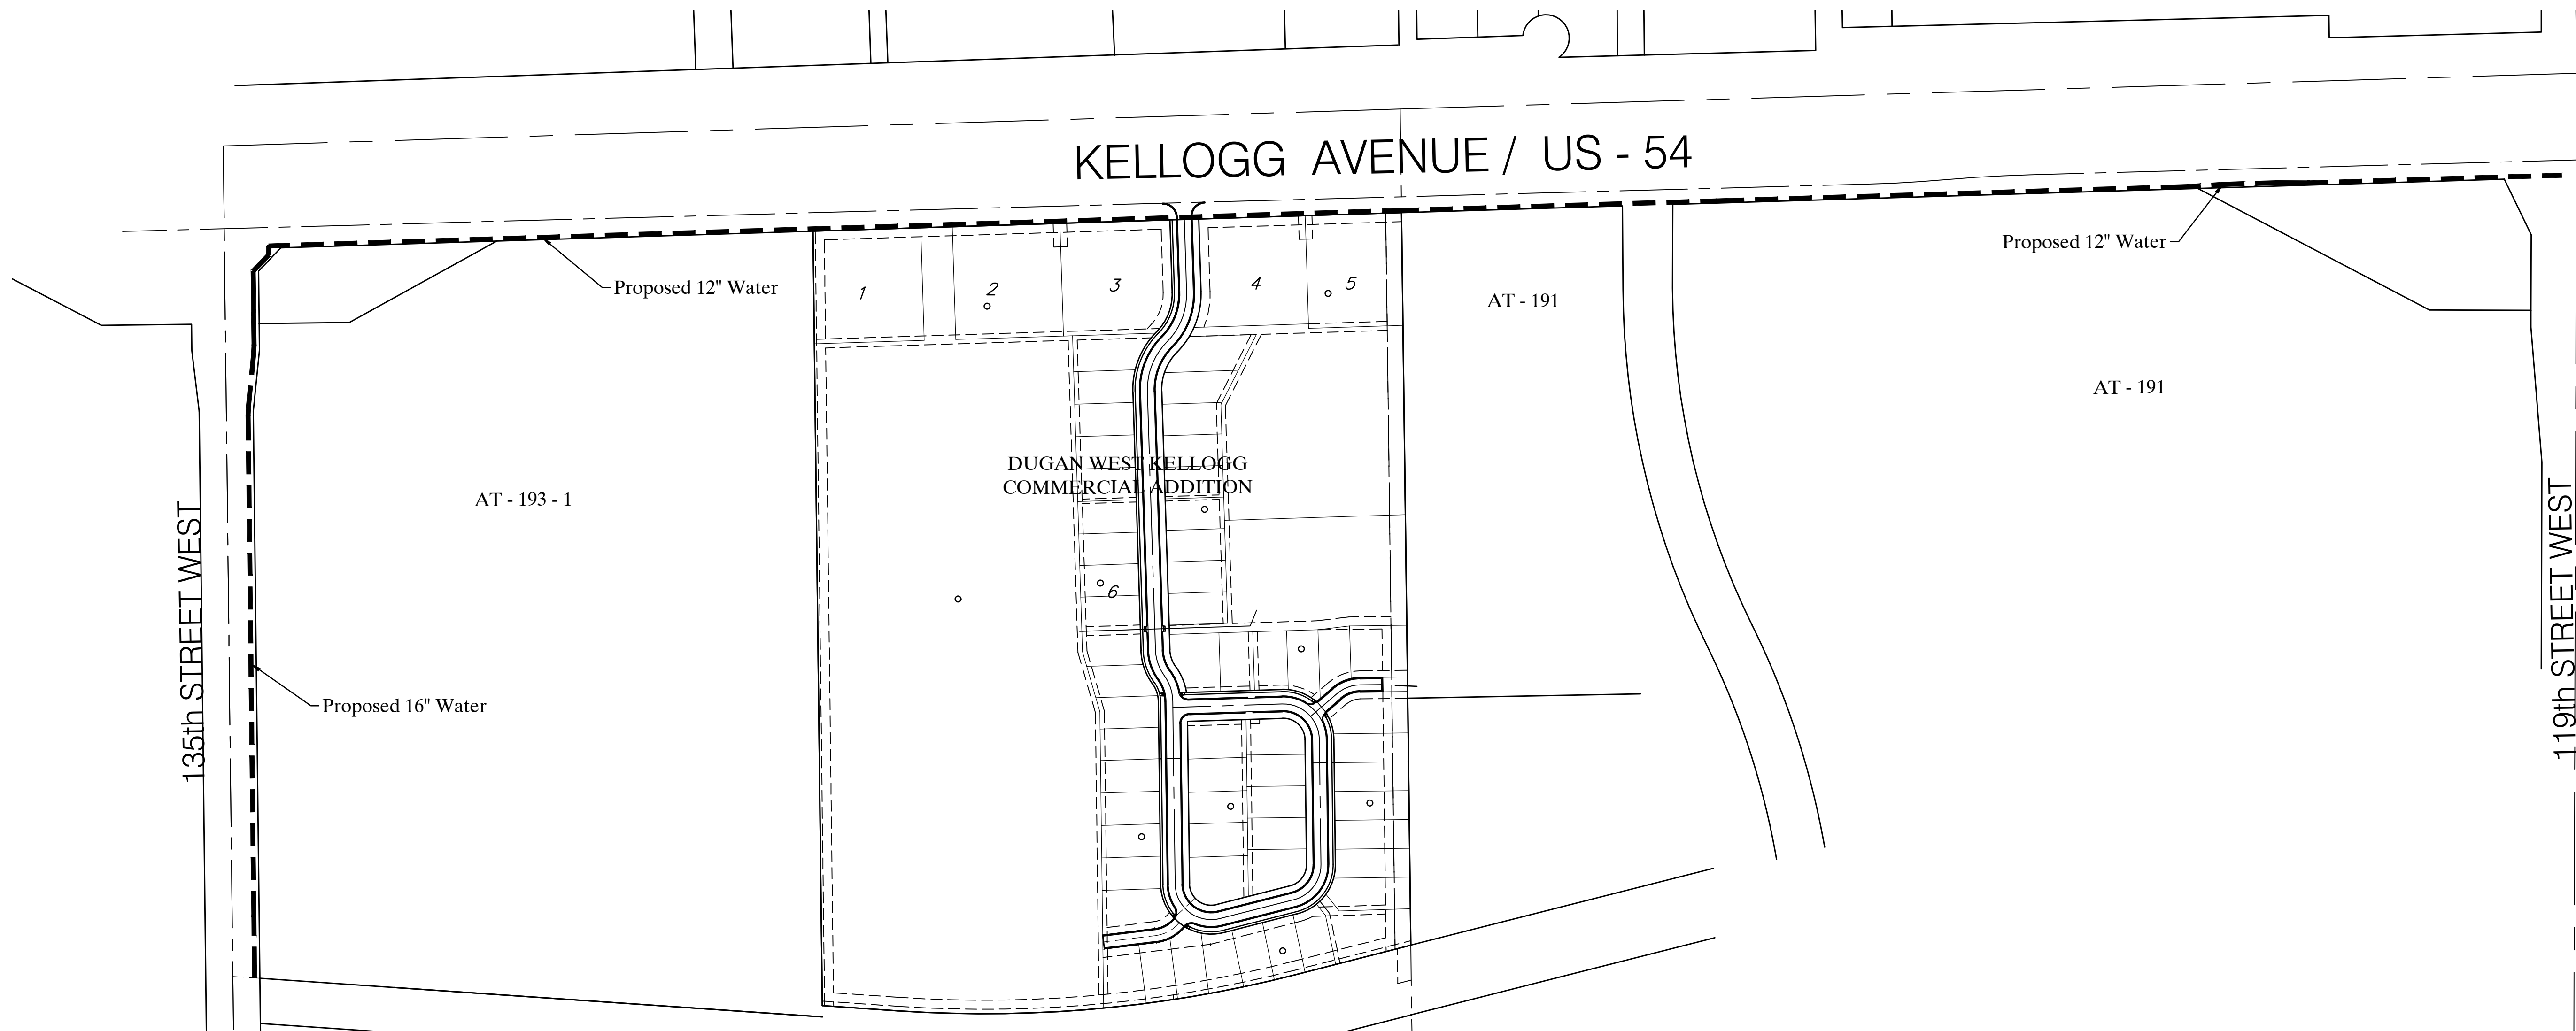 KELLOGG AVENUE / US - 54
Proposed 12" Water
Proposed 12" Water
1
2
3
4
5
AT - 191
AT - 191
DUGAN WEST KELLOGG
COMMERCIAL ADDITION
AT - 193 - 1
6
135th STREET WEST
119th STREET WEST
Proposed 16" Water